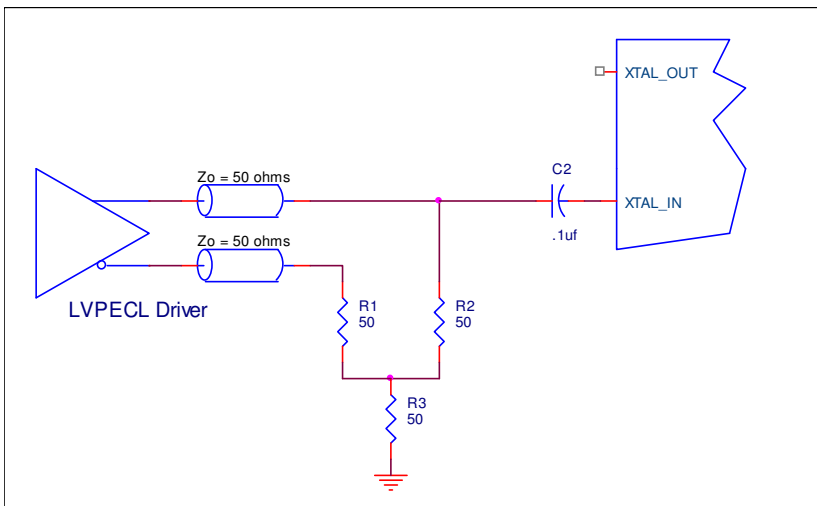 XTAL_OUT
C2
Zo = 50 ohms
XTAL_IN
.1uf
Zo = 50 ohms
LVPECL Driver
R1
50
R2
50
R3
50